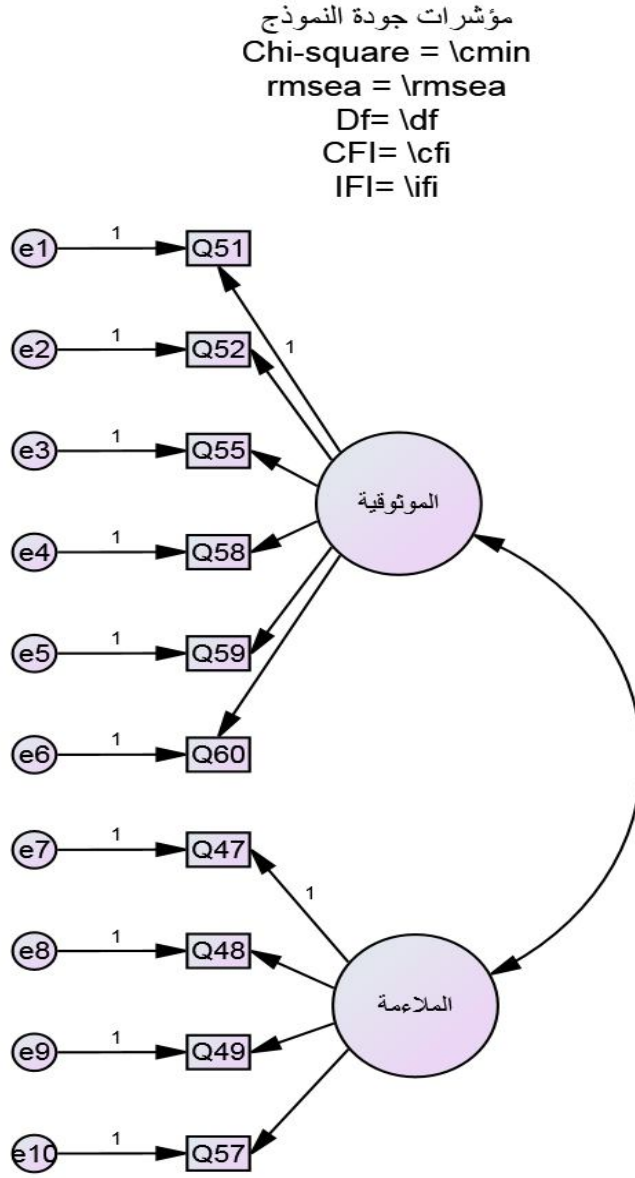 مؤشرات جودة النموذج
Chi-square = \cmin
rmsea = \rmsea
Df= \df
CFI= \cfi
IFI= \ifi
e1 1 Q51
1
e2 1 Q52
e3 1 Q55
الموثوقية
e4 1 Q58
e5 1 Q59
e6 1 Q60
e7 1 Q47
1
e8 1 Q48
الملاءمة
e9 1 Q49
e10 1 Q57